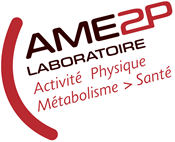 AME2P
LABORATOIRE
Activité Physique
Métabolisme > Santé